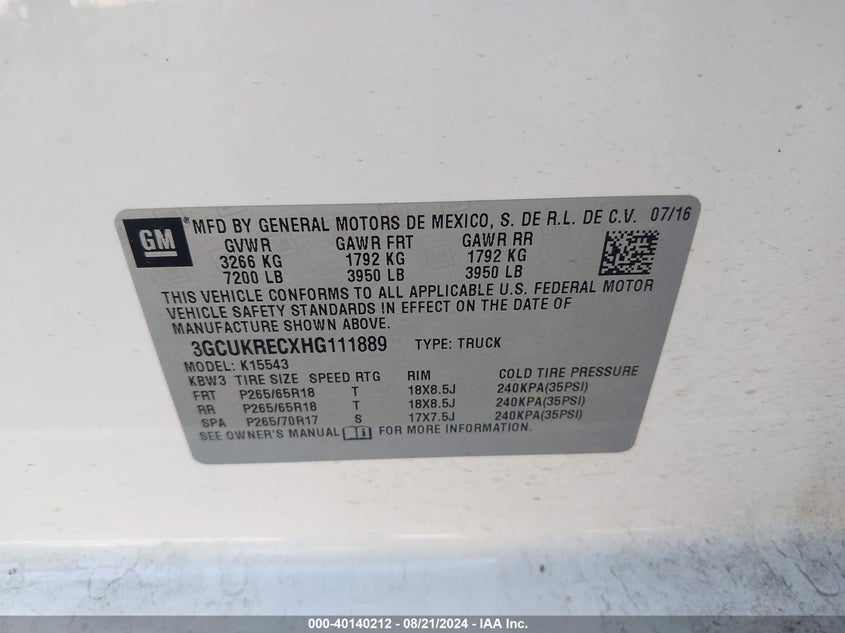 GM ® MFD BY GENERAL MOTORS DE MEXICO, S. DE R.L. DE C.V. 07/16
GVWR GAWR FRT GAWR RR
3266 KG 1792 KG 1792 KG
7200 LB 3950 LB 3950 LB
THIS VEHICLE CONFORMS TO ALL APPLICABLE U.S. FEDERAL MOTOR
VEHICLE SAFETY STANDARDS IN EFFECT ON THE DATE OF
MANUFACTURE SHOWN ABOVE.
3GCUKRECXHG111889 TYPE: TRUCK
MODEL: K15543
KBW3 TIRE SIZE SPEED RTG RIM COLD TIRE PRESSURE
FRT P265/65R18 T 18X8.5J 240KPA(35PSI)
RR P265/65R18 T 18X8.5J 240KPA(35PSI)
SPA P265/70R17 S 17X7.5J 240KPA(35PSI)
SEE OWNER'S MANUAL FOR MORE INFORMATION.
000-40140212 - 08/21/2024 - IAA Inc.